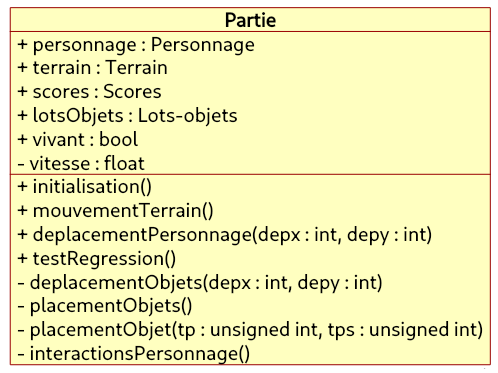 Partie
+ personnage : Personnage
+ terrain : Terrain
+ scores : Scores
+ lotsObjets : Lots-objets
+ vivant : bool
- vitesse : float
+ initialisation()
+ mouvementTerrain()
+ deplacementPersonnage(depx : int, depy : int)
+ testRegression()
- deplacementObjets(depx : int, depy : int)
- placementObjets()
- placementObjet(tp : unsigned int, tps : unsigned int)
- interactionsPersonnage()